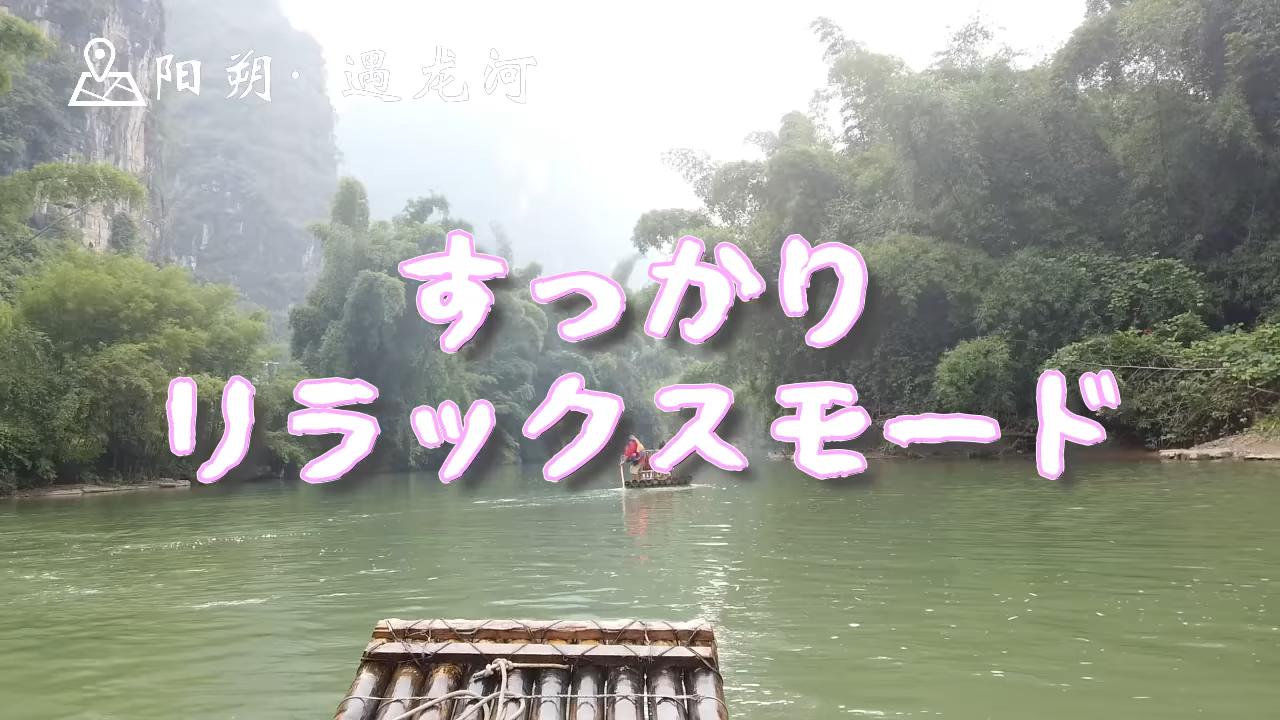 阳朔·遇龙河
すっかり
リラックスモード